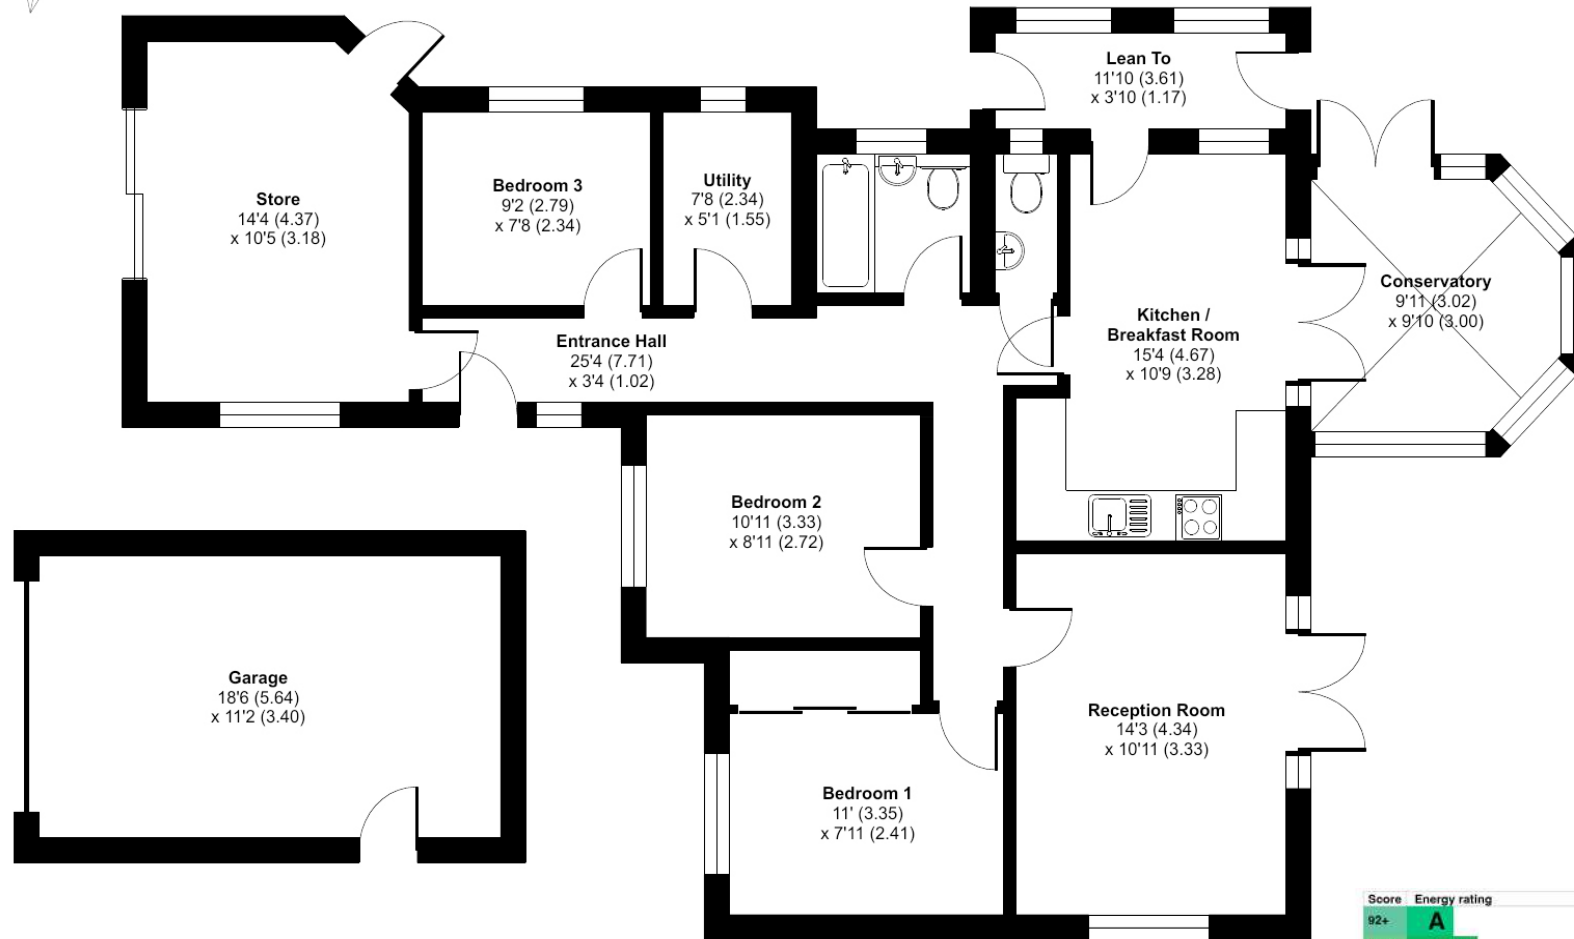 Lean To
11'10 (3.61)
x 3'10 (1.17)
Store
14'4 (4.37)
x 10'5 (3.18)
Bedroom 3
9'2 (2.79)
x 7'8 (2.34)
Utility
7'8 (2.34)
x 5'1 (1.55)
Entrance Hall
25'4 (7.71)
x 3'4 (1.02)
Kitchen /
Breakfast Room
15'4 (4.67)
x 10'9 (3.28)
Conservatory
9'11 (3.02)
x 9'10 (3.00)
Bedroom 2
10'11 (3.33)
x 8'11 (2.72)
Garage
18'6 (5.64)
x 11'2 (3.40)
Bedroom 1
11' (3.35)
x 7'11 (2.41)
Reception Room
14'3 (4.34)
x 10'11 (3.33)
Score Energy rating
92+ A